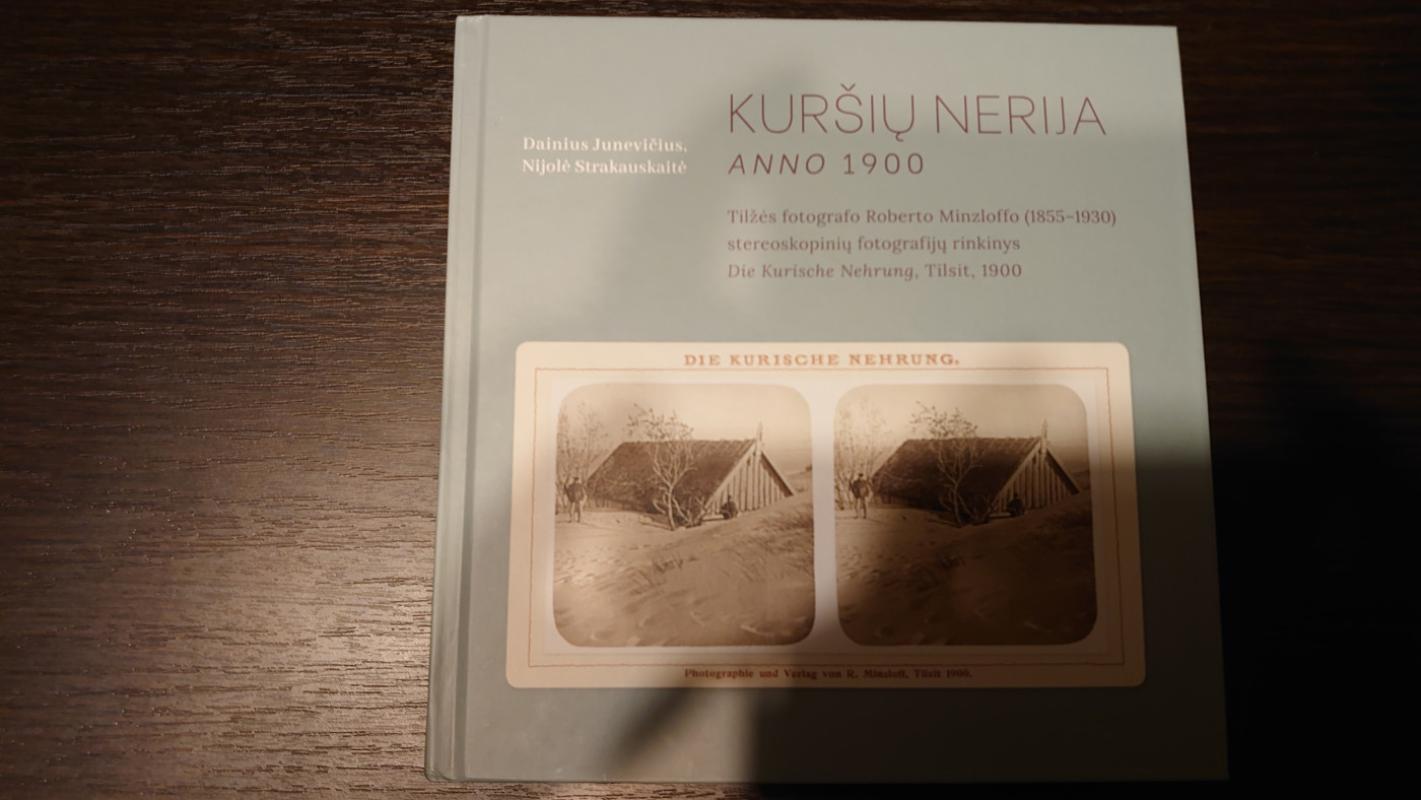 Dainius Junevičius,
Nijolė Strakauskaitė
KURŠIŲ NERIJA
ANNO 1900
Tilžės fotografo Roberto Minzloffo (1855–1930)
stereoskopinių fotografijų rinkinys
Die Kurische Nehrung, Tilsit, 1900
DIE KURISCHE NEHRUNG.
Photographie und Verlag von R. Minzloff, Tilsit 1900.